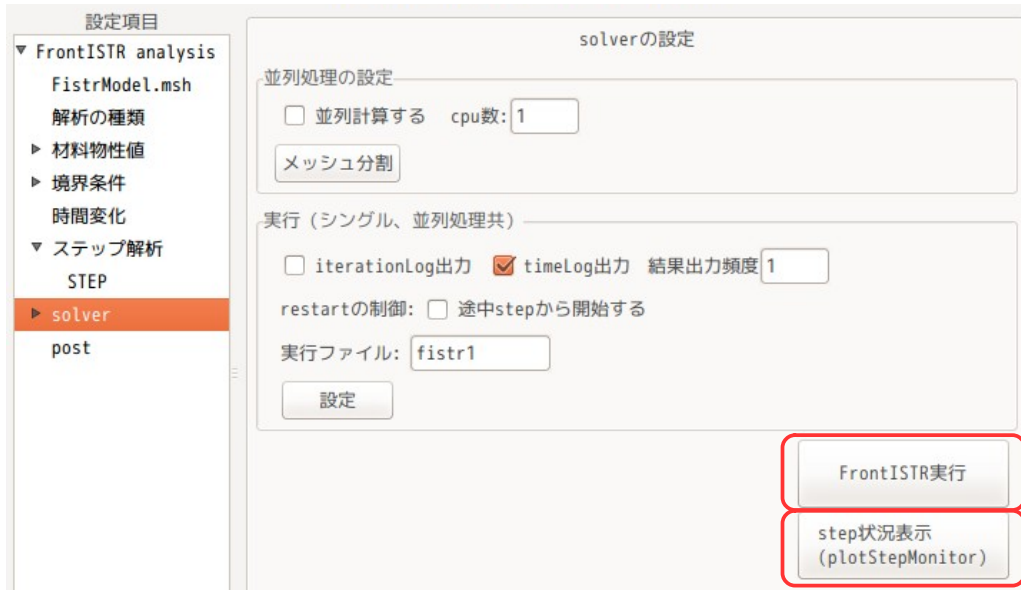 設定項目
FrontISTR analysis
FistrModel.msh
解析の種類
材料物性値
境界条件
時間変化
ステップ解析
STEP
solver
post
solverの設定
並列処理の設定
並列計算する cpu数: 1
メッシュ分割
実行（シングル、並列処理共）
iterationLog出力 timeLog出力 結果出力頻度 1
restartの制御: 途中stepから開始する
実行ファイル: fistr1
設定
FrontISTR実行
step状況表示
(plotStepMonitor)